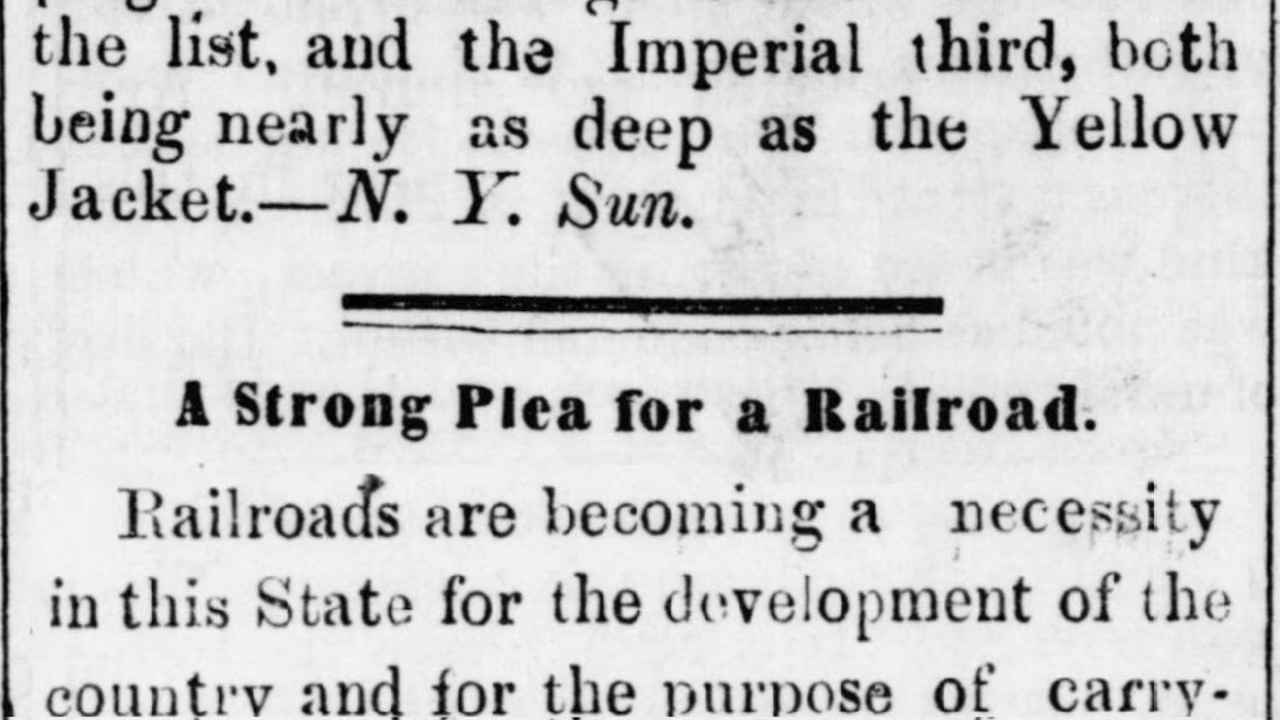 the list, and the Imperial third, both
being nearly as deep as the Yellow
Jacket.—N. Y. Sun.
A Strong Plea for a Railroad.
Railroads are becoming a necessity
in this State for the development of the
country and for the purpose of carry-